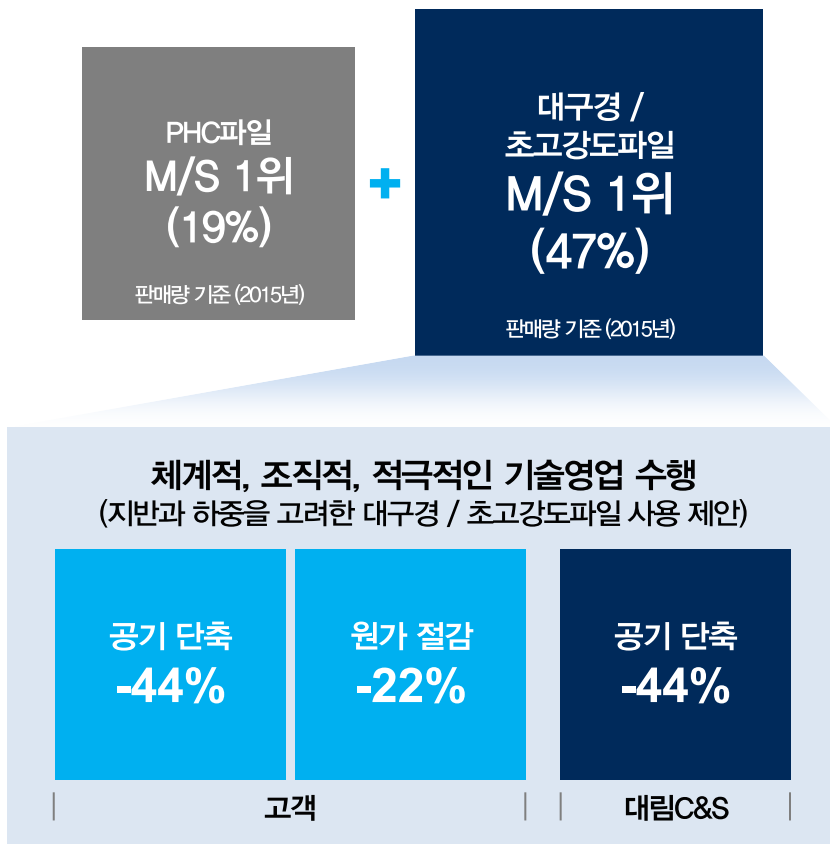 PHC파일
M/S 1위
(19%)
판매량 기준 (2015년)
+
대구경 /
초고강도파일
M/S 1위
(47%)
판매량 기준 (2015년)
체계적, 조직적, 적극적인 기술영업 수행
(지반과 하중을 고려한 대구경 / 초고강도파일 사용 제안)
공기 단축
-44%
원가 절감
-22%
공기 단축
-44%
고객
대림C&S